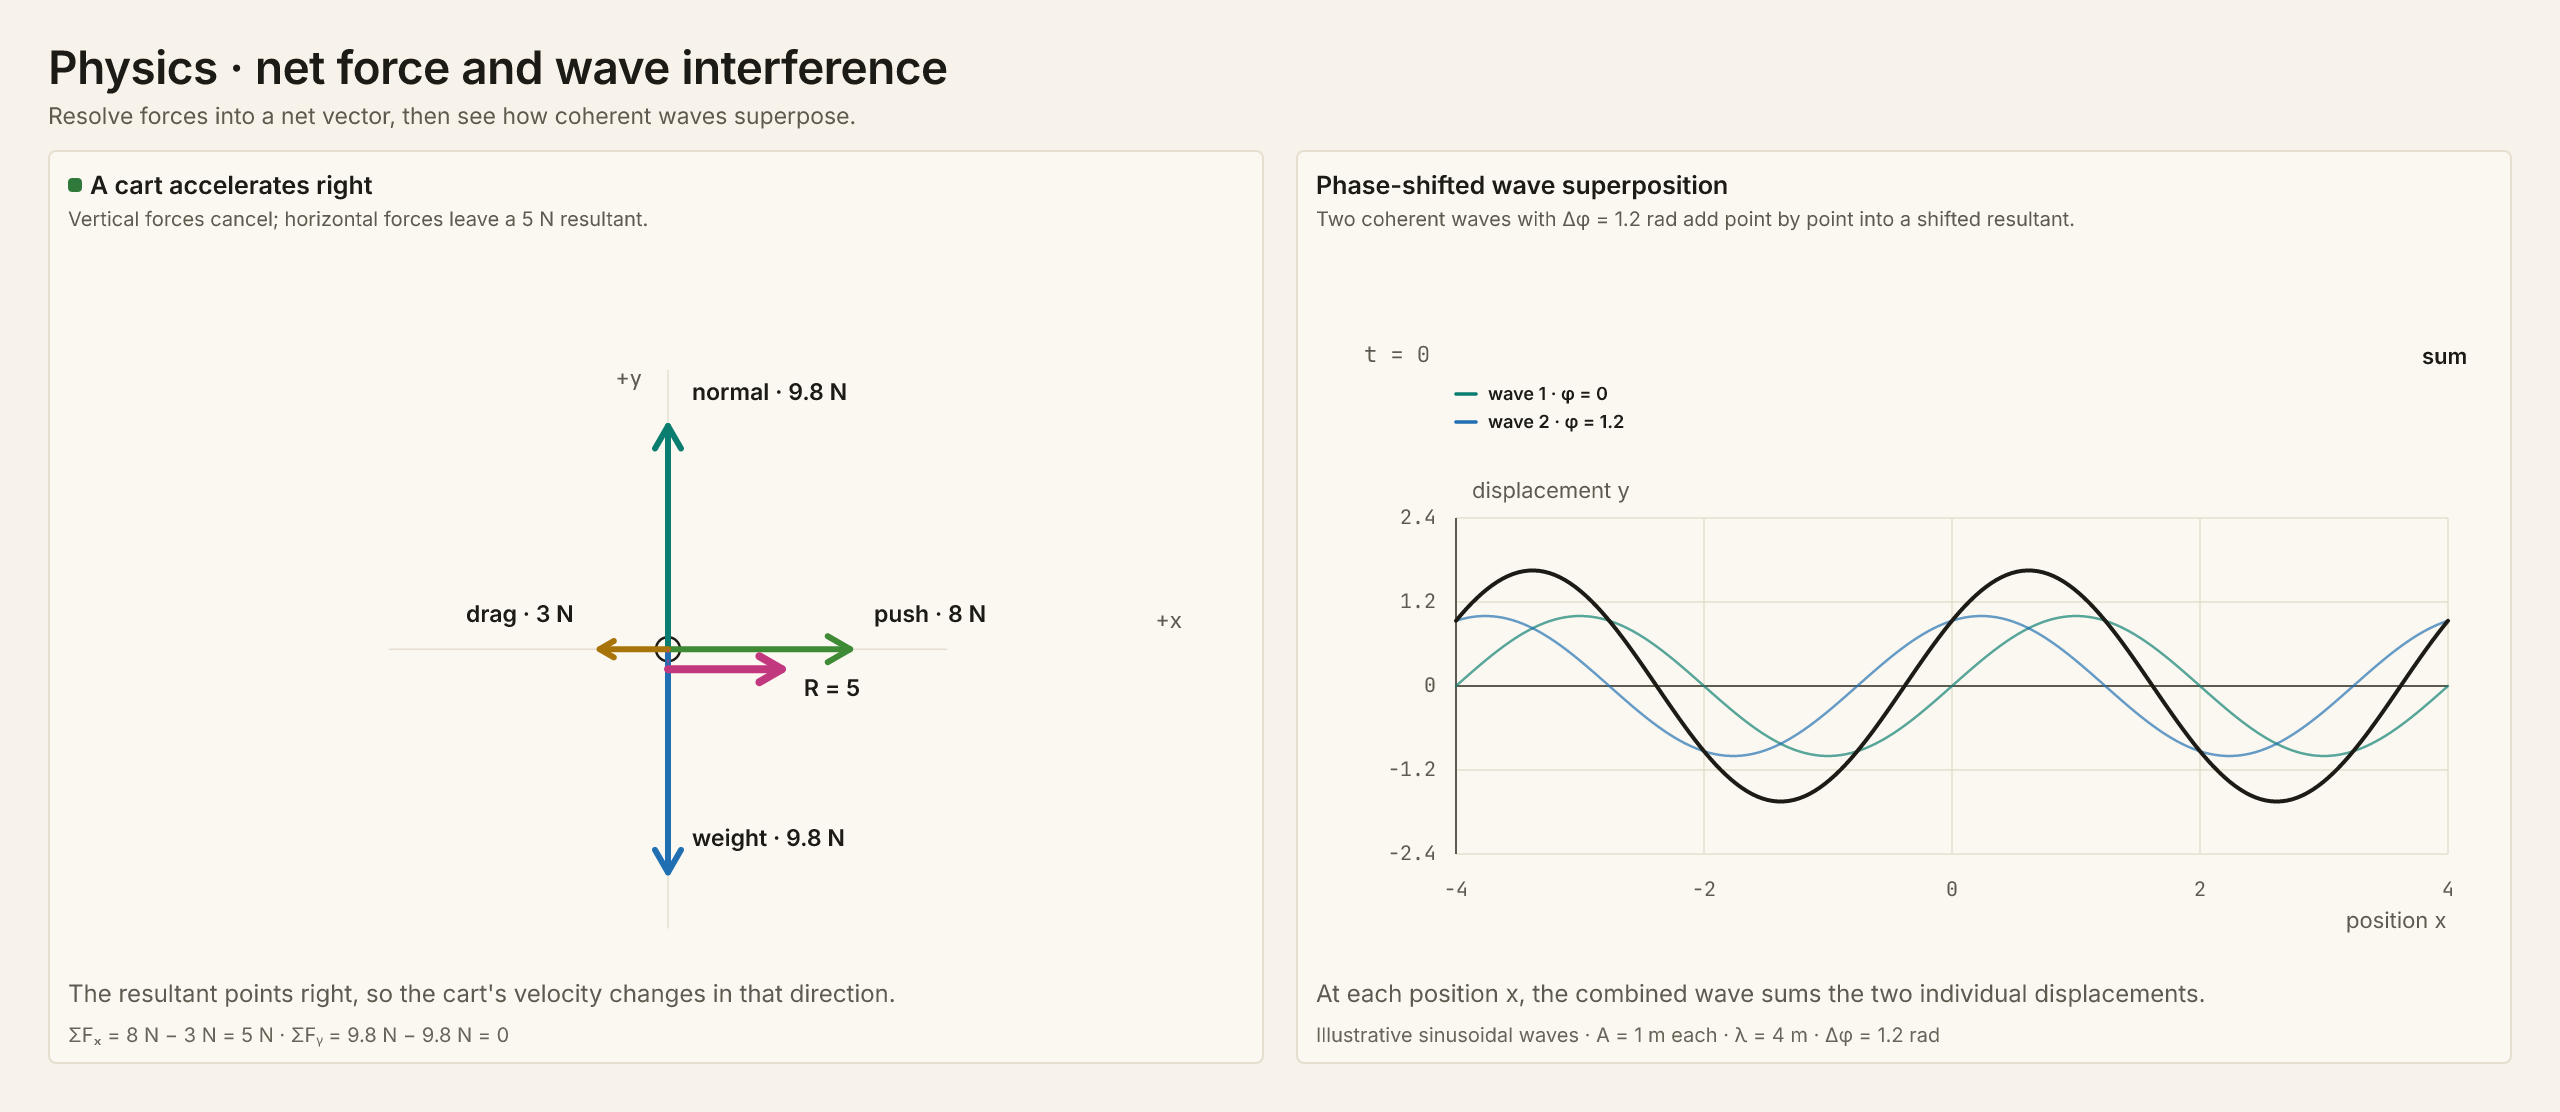 Physics · net force and wave interference
Resolve forces into a net vector, then see how coherent waves superpose.
A cart accelerates right
Vertical forces cancel; horizontal forces leave a 5 N resultant.
+y
normal · 9.8 N
drag · 3 N
push · 8 N
+x
R = 5
weight · 9.8 N
The resultant points right, so the cart's velocity changes in that direction.
ΣFₓ = 8 N − 3 N = 5 N · ΣFᵧ = 9.8 N − 9.8 N = 0
Phase-shifted wave superposition
Two coherent waves with Δφ = 1.2 rad add point by point into a shifted resultant.
t = 0
sum
wave 1 · φ = 0
wave 2 · φ = 1.2
displacement y
2.4
1.2
0
-1.2
-2.4
-4 -2 0 2 4
position x
At each position x, the combined wave sums the two individual displacements.
Illustrative sinusoidal waves · A = 1 m each · λ = 4 m · Δφ = 1.2 rad